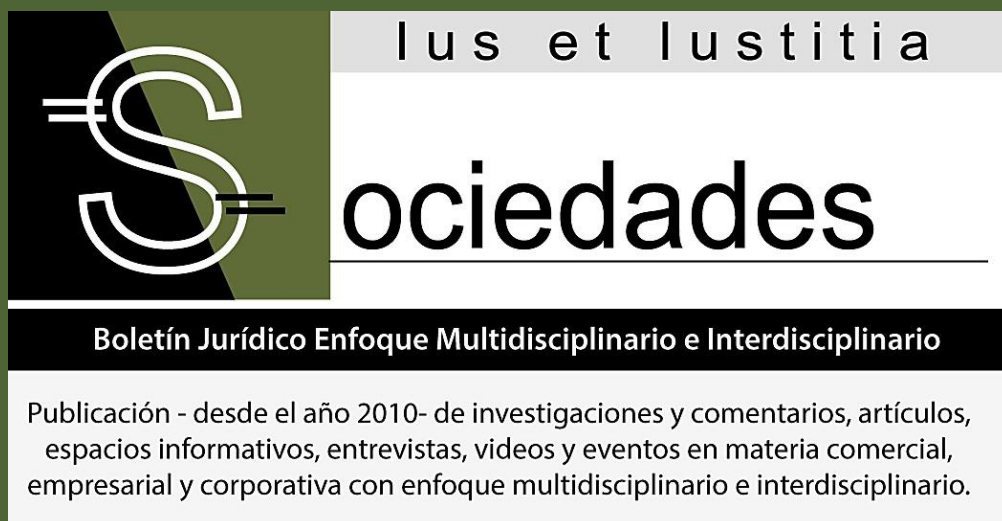 Ius et Iustitia
Sociedades
Boletín Jurídico Enfoque Multidisciplinario e Interdisciplinario
Publicación - desde el año 2010- de investigaciones y comentarios, artículos,
espacios informativos, entrevistas, videos y eventos en materia comercial,
empresarial y corporativa con enfoque multidisciplinario e interdisciplinario.